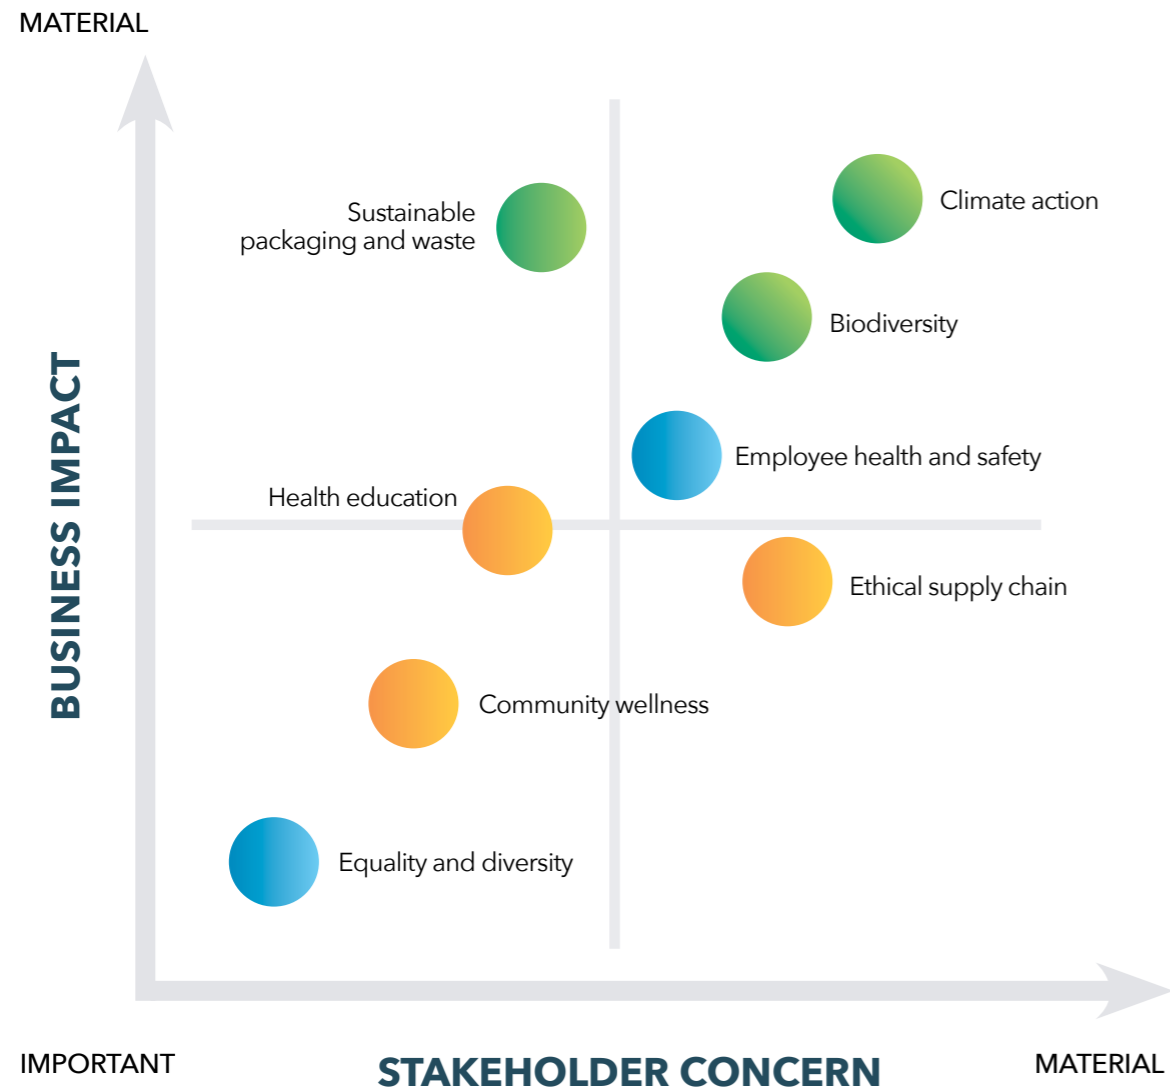 MATERIAL
Sustainable
packaging and waste
Climate action
Biodiversity
BUSINESS IMPACT
Employee health and safety
Health education
Ethical supply chain
Community wellness
Equality and diversity
IMPORTANT
STAKEHOLDER CONCERN
MATERIAL